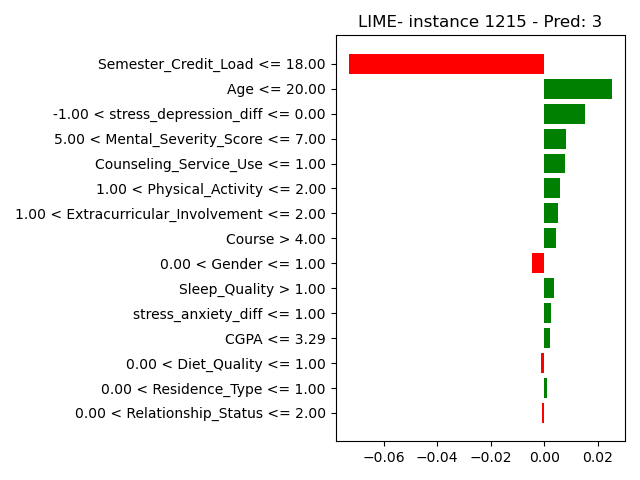 LIME- instance 1215 - Pred: 3
Semester_Credit_Load <= 18.00
Age <= 20.00
-1.00 < stress_depression_diff <= 0.00
5.00 < Mental_Severity_Score <= 7.00
Counseling_Service_Use <= 1.00
1.00 < Physical_Activity <= 2.00
1.00 < Extracurricular_Involvement <= 2.00
Course > 4.00
0.00 < Gender <= 1.00
Sleep_Quality > 1.00
stress_anxiety_diff <= 1.00
CGPA <= 3.29
0.00 < Diet_Quality <= 1.00
0.00 < Residence_Type <= 1.00
0.00 < Relationship_Status <= 2.00
−0.06 −0.04 −0.02 0.00 0.02